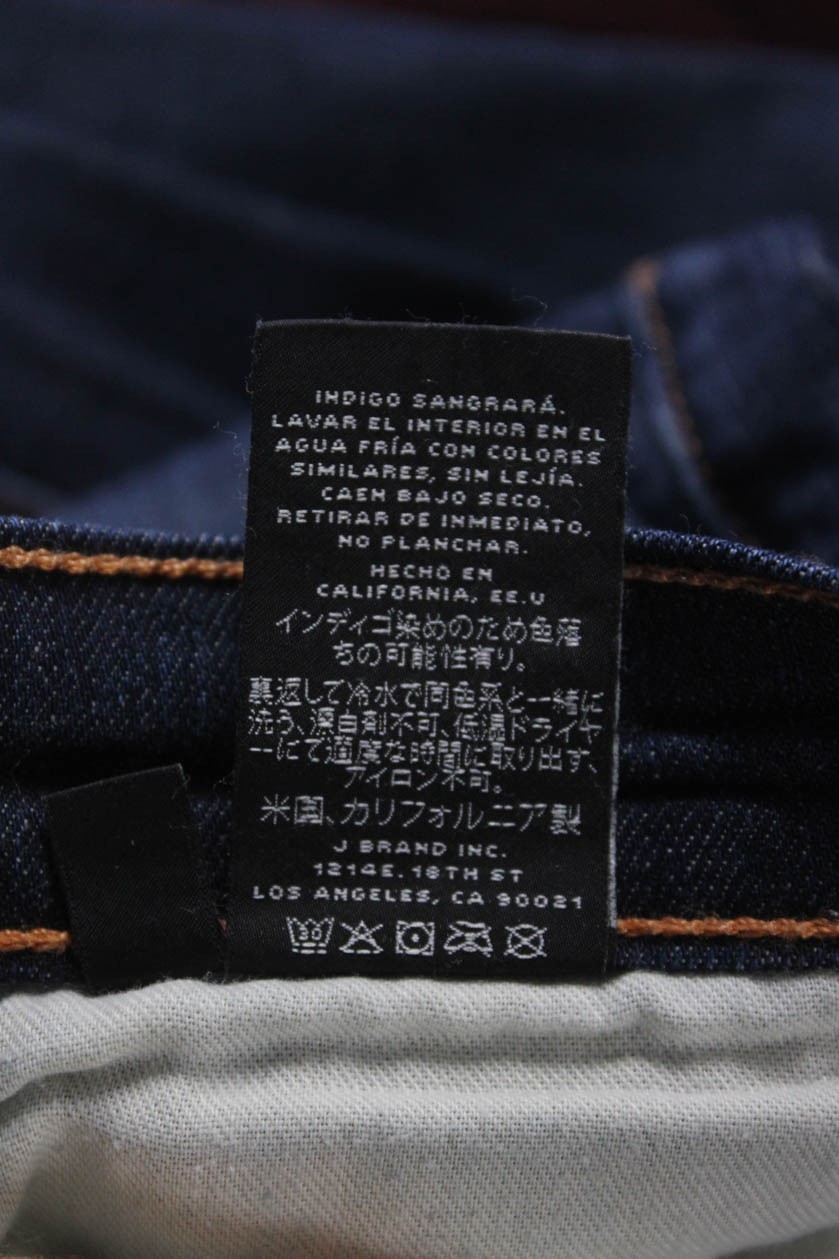 INDIGO SANGRARÁ.
LAVAR EL INTERIOR EN EL
AGUA FRÍA CON COLORES
SIMILARES, SIN LEJÍA.
CAEN BAJO SECO.
RETIRAR DE INMEDIATO,
NO PLANCHAR.
HECHO EN
CALIFORNIA, EE.U
インディゴ染めのため色落
ちの可能性有り。
裏返して冷水で同色系と一緒に
洗う、漂白剤不可、低温ドライヤ
ーにて適度な時間に取り出す、
アイロン不可。
米国、カリフォルニア製
J BRAND INC.
1214E. 18TH ST
LOS ANGELES, CA 90021
30